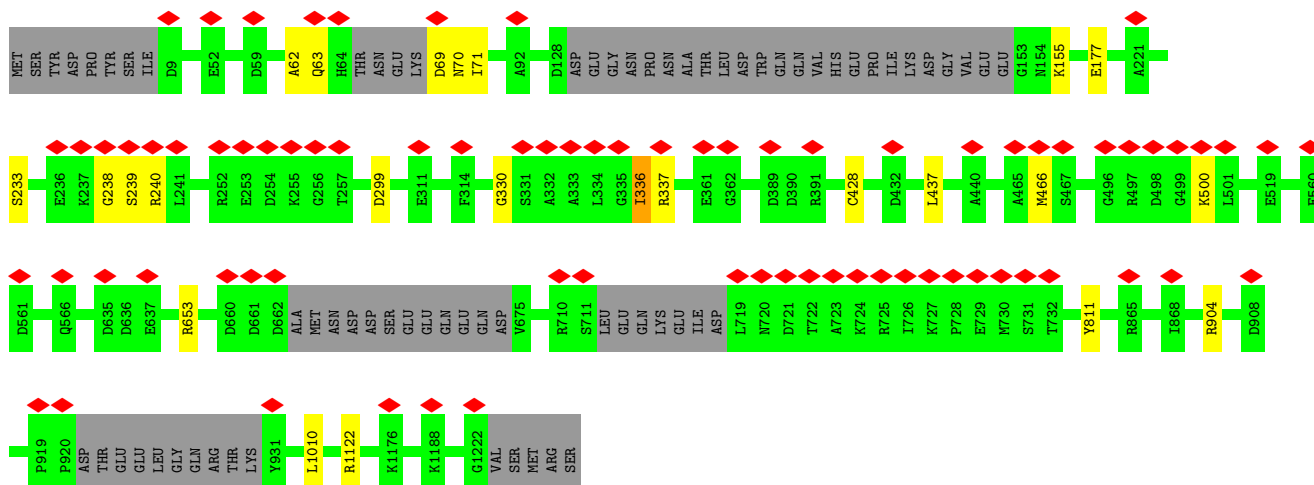 MET SER TYR ASP PRO TYR SER ILE D9 E52 D59 A62 Q63 H64 THR ASN GLU LYS D69 N70 I71 A92 D128 ASP GLU GLY ASN PRO ASN ALA THR LEU ASP TRP GLN GLN VAL HIS GLU PRO ILE LYS ASP GLY VAL GLU GLU G153 N154 K155 E177 A221
S233 E236 K237 G238 S239 R240 L241 R252 E253 D254 K255 G256 T257 D299 E311 F314 G330 S331 A332 A333 L334 G335 I336 R337 E361 G362 D389 D390 R391 C428 D432 L437 A440 A465 M466 S467 G496 R497 D498 G499 K500 L501 E519 E560
D561 Q566 D635 D636 E637 R653 D660 D661 D662 ALA MET ASN ASP ASP SER GLU GLU GLN GLU GLN ASP V675 R710 S711 LEU GLU GLN LYS GLU ILE ASP L719 N720 D721 T722 A723 K724 R725 I726 K727 P728 E729 M730 S731 T732 Y811 R865 I868 R904 D908
P919 P920 ASP THR GLU GLU LEU GLY GLN ARG THR LYS Y931 L1010 R1122 K1176 K1188 G1222 VAL SER MET ARG SER